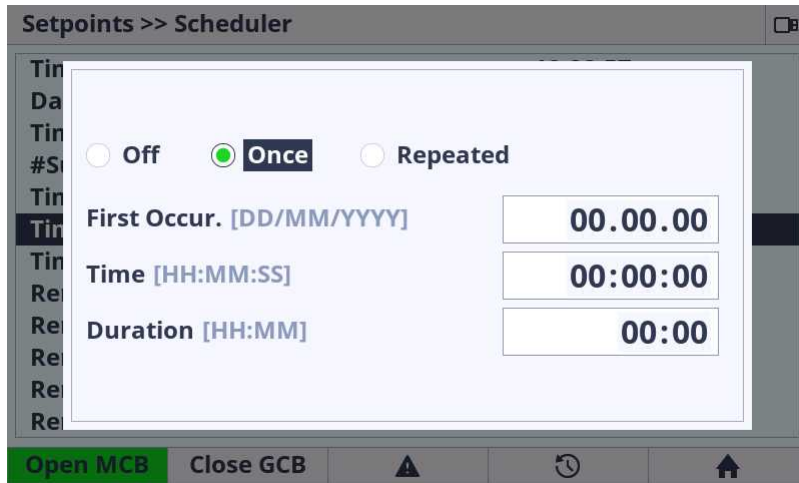 Setpoints >> Scheduler
Off Once Repeated
First Occur. [DD/MM/YYYY] 00.00.00
Time [HH:MM:SS] 00:00:00
Duration [HH:MM] 00:00
Open MCB Close GCB